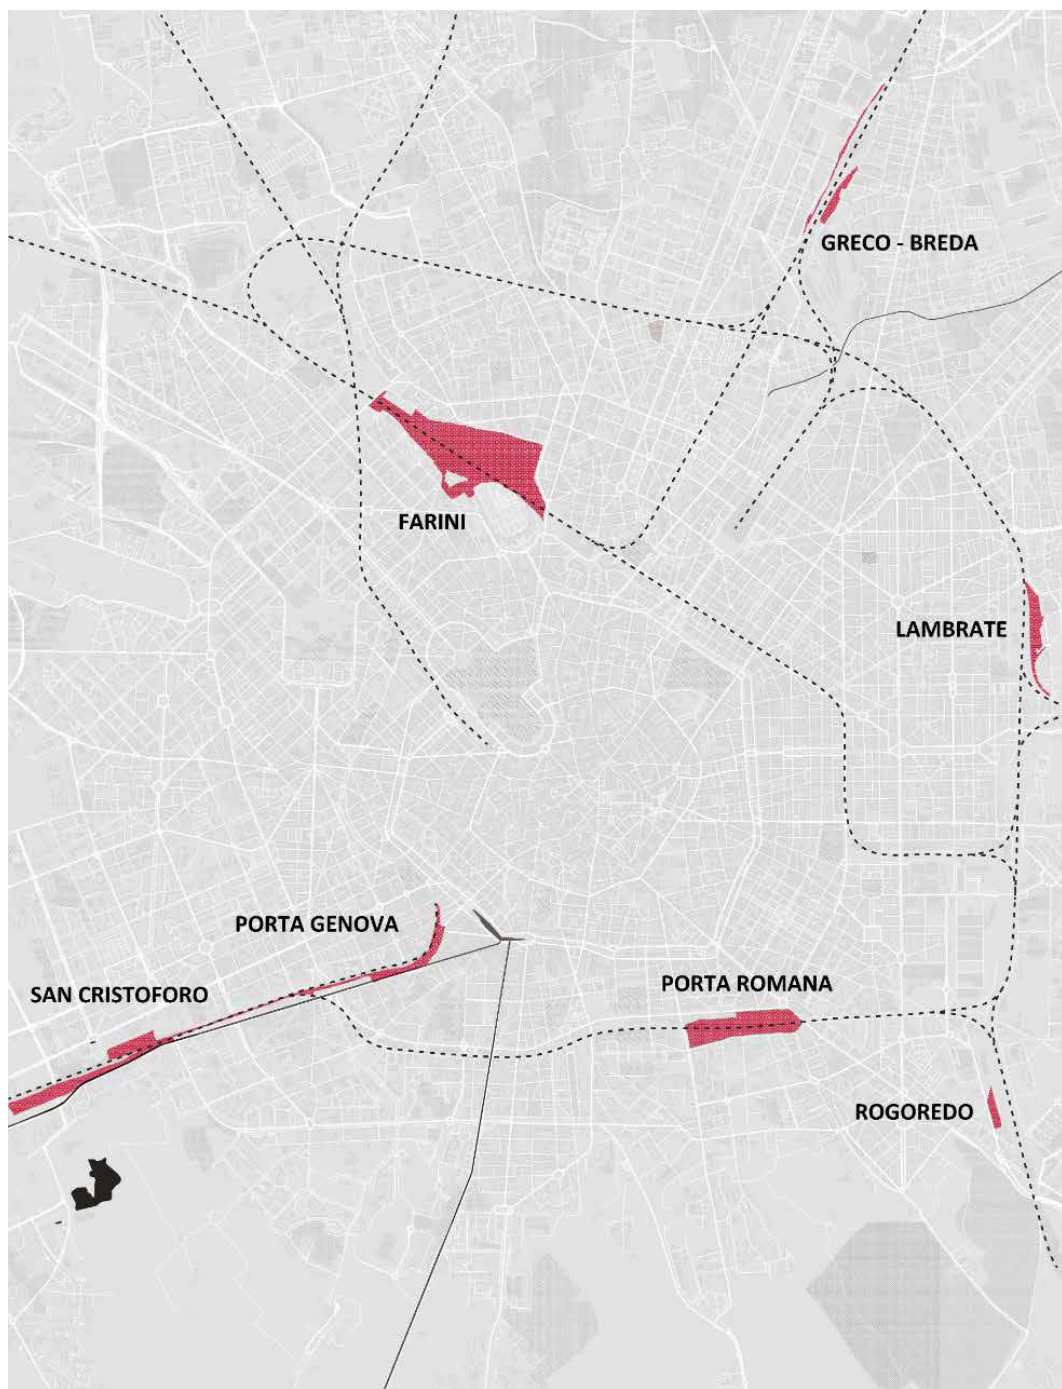 GRECO - BREDA
FARINI
LAMBRATE
PORTA GENOVA
PORTA ROMANA
SAN CRISTOFORO
ROGOREDO